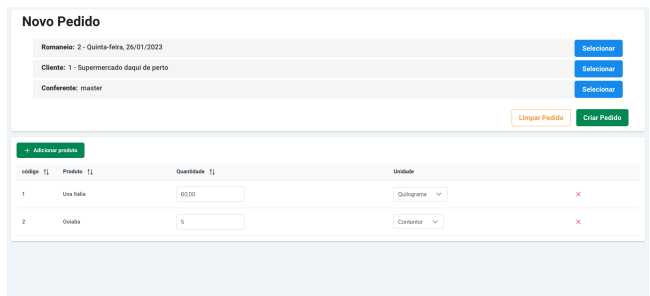 Novo Pedido
Romaneio: 2 - Quinta-feira, 26/01/2023
Selecionar
Cliente: 1 - Supermercado daqui de perto
Selecionar
Conferente: master
Selecionar
Limpar Pedido
Criar Pedido
+ Adicionar produto
código Produto Quantidade Unidade
1 Uva Itália 60,00 Quilograma
2 Goiaba 5 Contentor